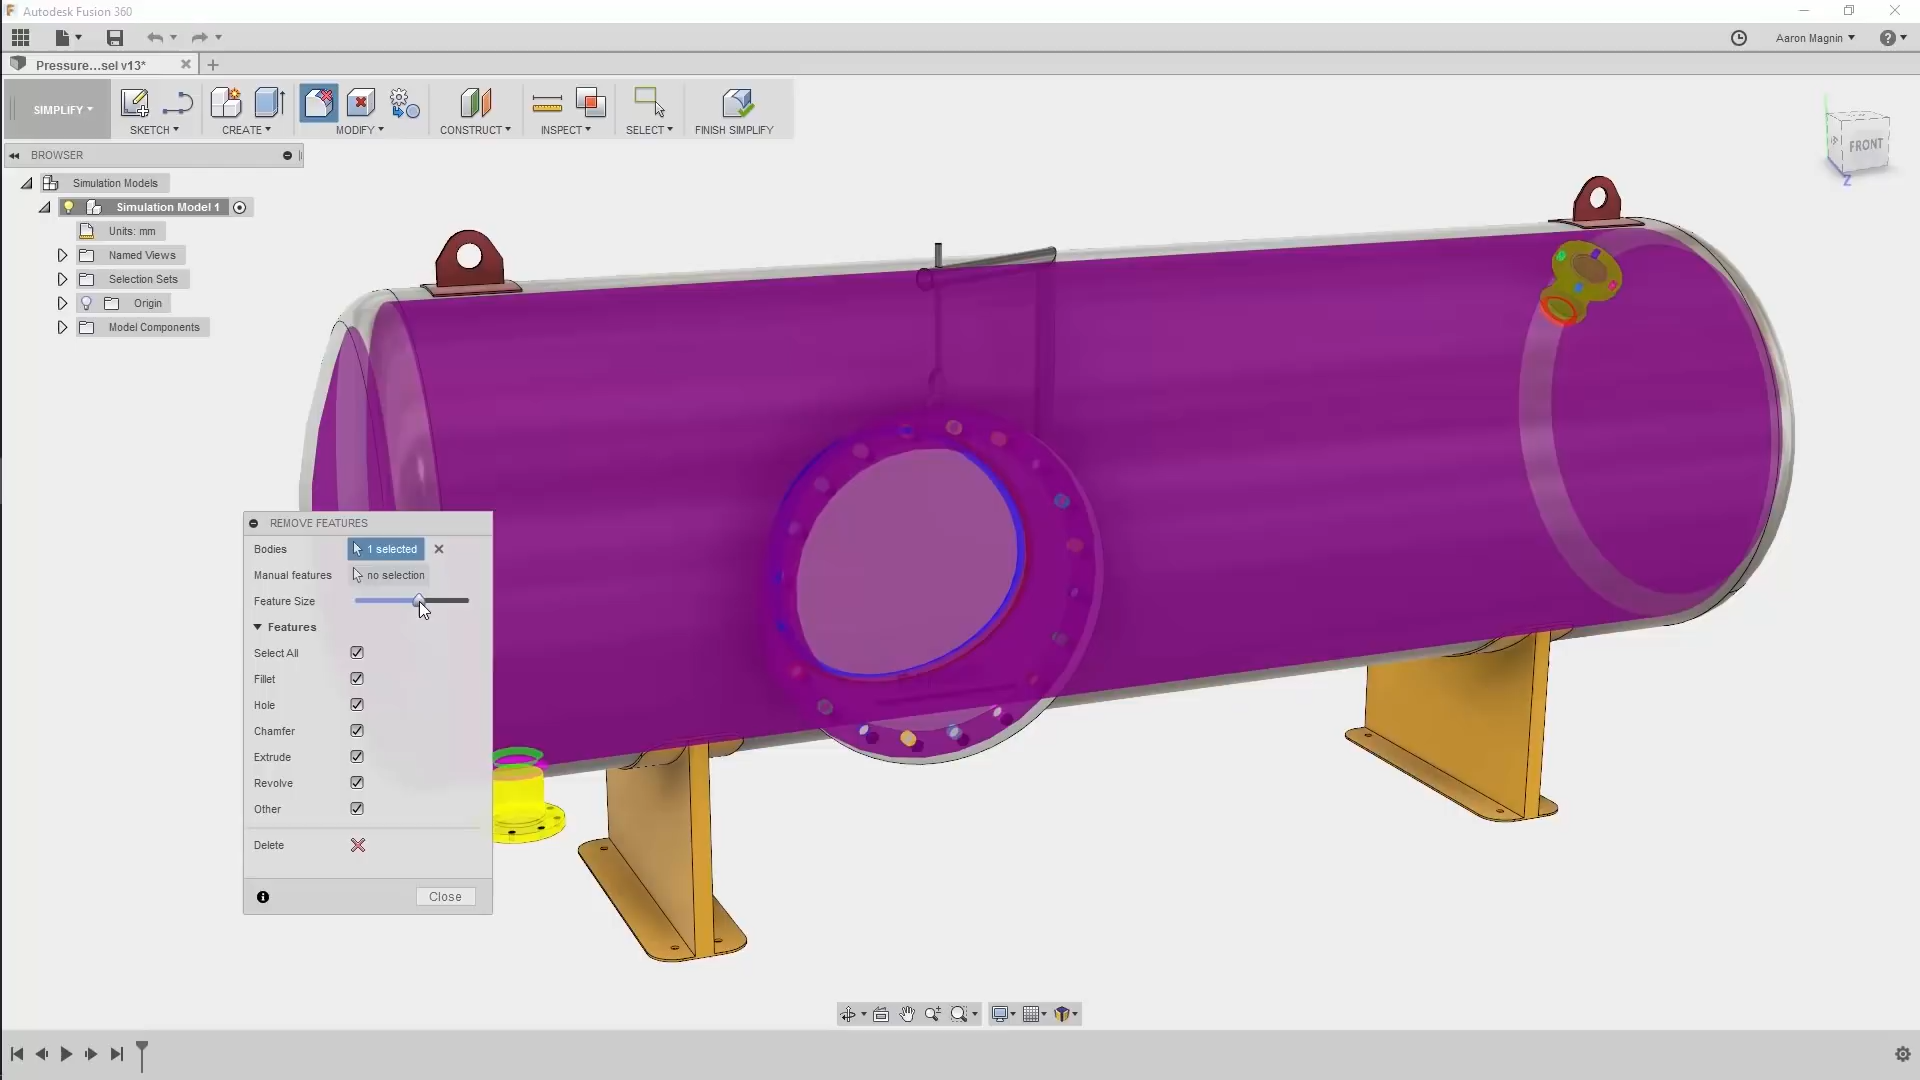 Autodesk Fusion 360
Aaron Magnin
Pressure...sel v13*
SIMPLIFY
SKETCH
CREATE
MODIFY
CONSTRUCT
INSPECT
SELECT
FINISH SIMPLIFY
BROWSER
Simulation Models
Simulation Model 1
Units: mm
Named Views
Selection Sets
Origin
Model Components
FRONT
Z
REMOVE FEATURES
Bodies 1 selected
Manual features no selection
Feature Size
Features
Select All
Fillet
Hole
Chamfer
Extrude
Revolve
Other
Delete
Close